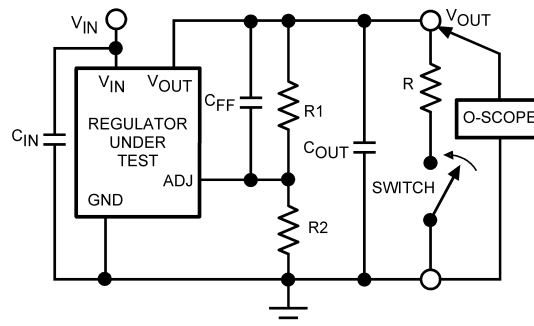 VIN
VOUT
VIN
VOUT
CFF
R1
R
O-SCOPE
CIN
REGULATOR
UNDER
TEST
COUT
ADJ
SWITCH
GND
R2